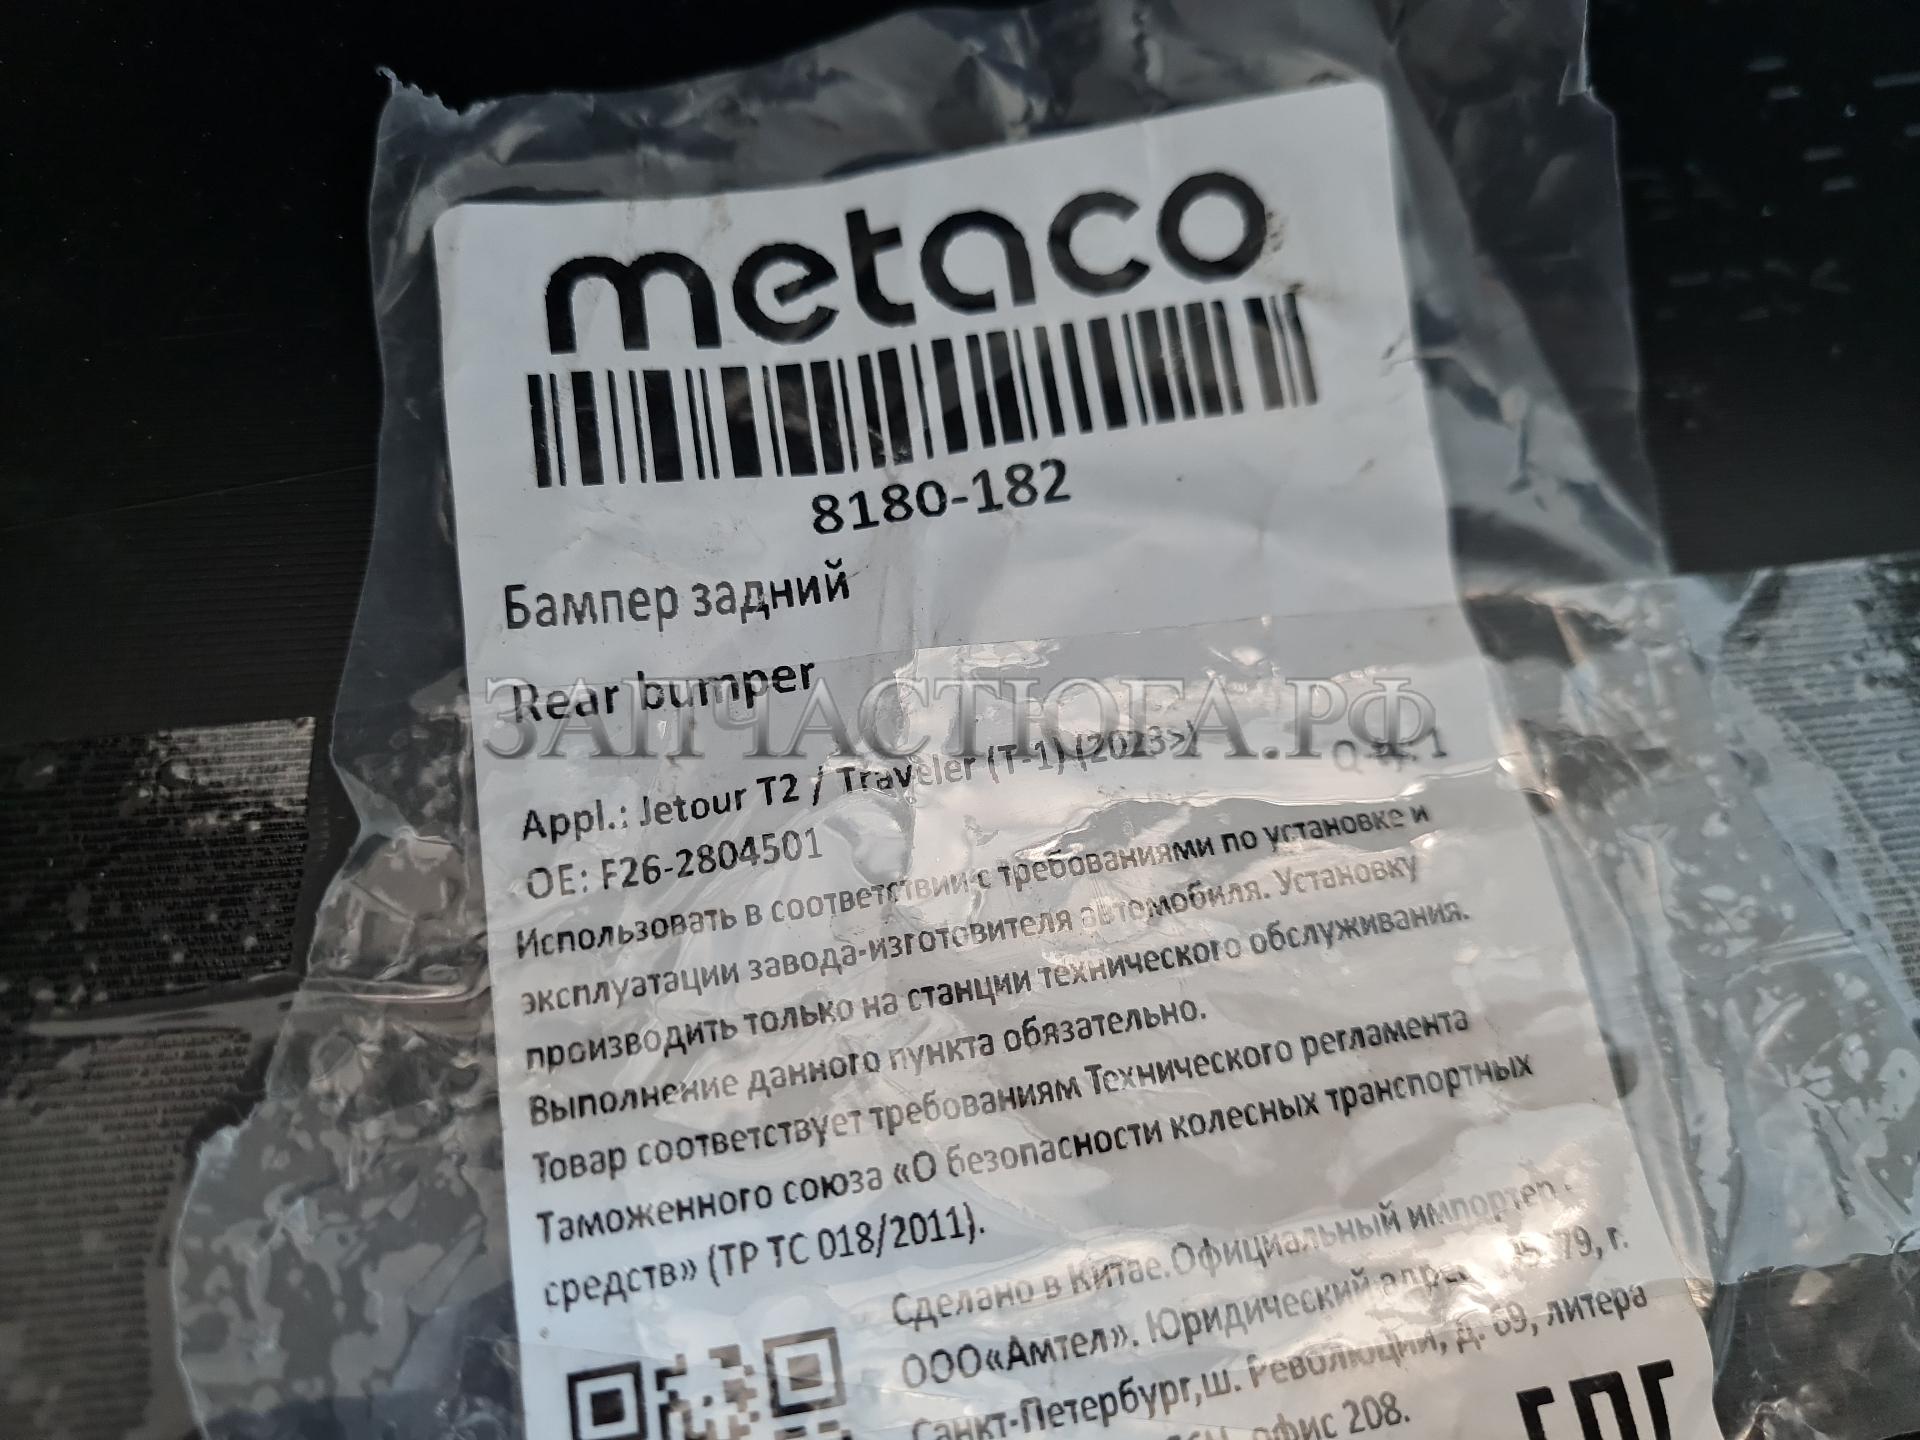 metaco
8180-182
Бампер задний
Rear bumper
ЗАПЧАСТЮГА.РФ
Appl.: Jetour T2 / Traveler (T-1) (2023>)
Q-ty: 1
OE: F26-2804501
Использовать в соответствии с требованиями по установке и
эксплуатации завода-изготовителя автомобиля. Установку
производить только на станции технического обслуживания.
Выполнение данного пункта обязательно.
Товар соответствует требованиям Технического регламента
Таможенного союза «О безопасности колесных транспортных
средств» (ТР ТС 018/2011).
Сделано в Китае.Официальный импортер
ООО«Амтел». Юридический 79, г.
Санкт-Петербург,ш. Революции, д. 69, литера
офис 208.